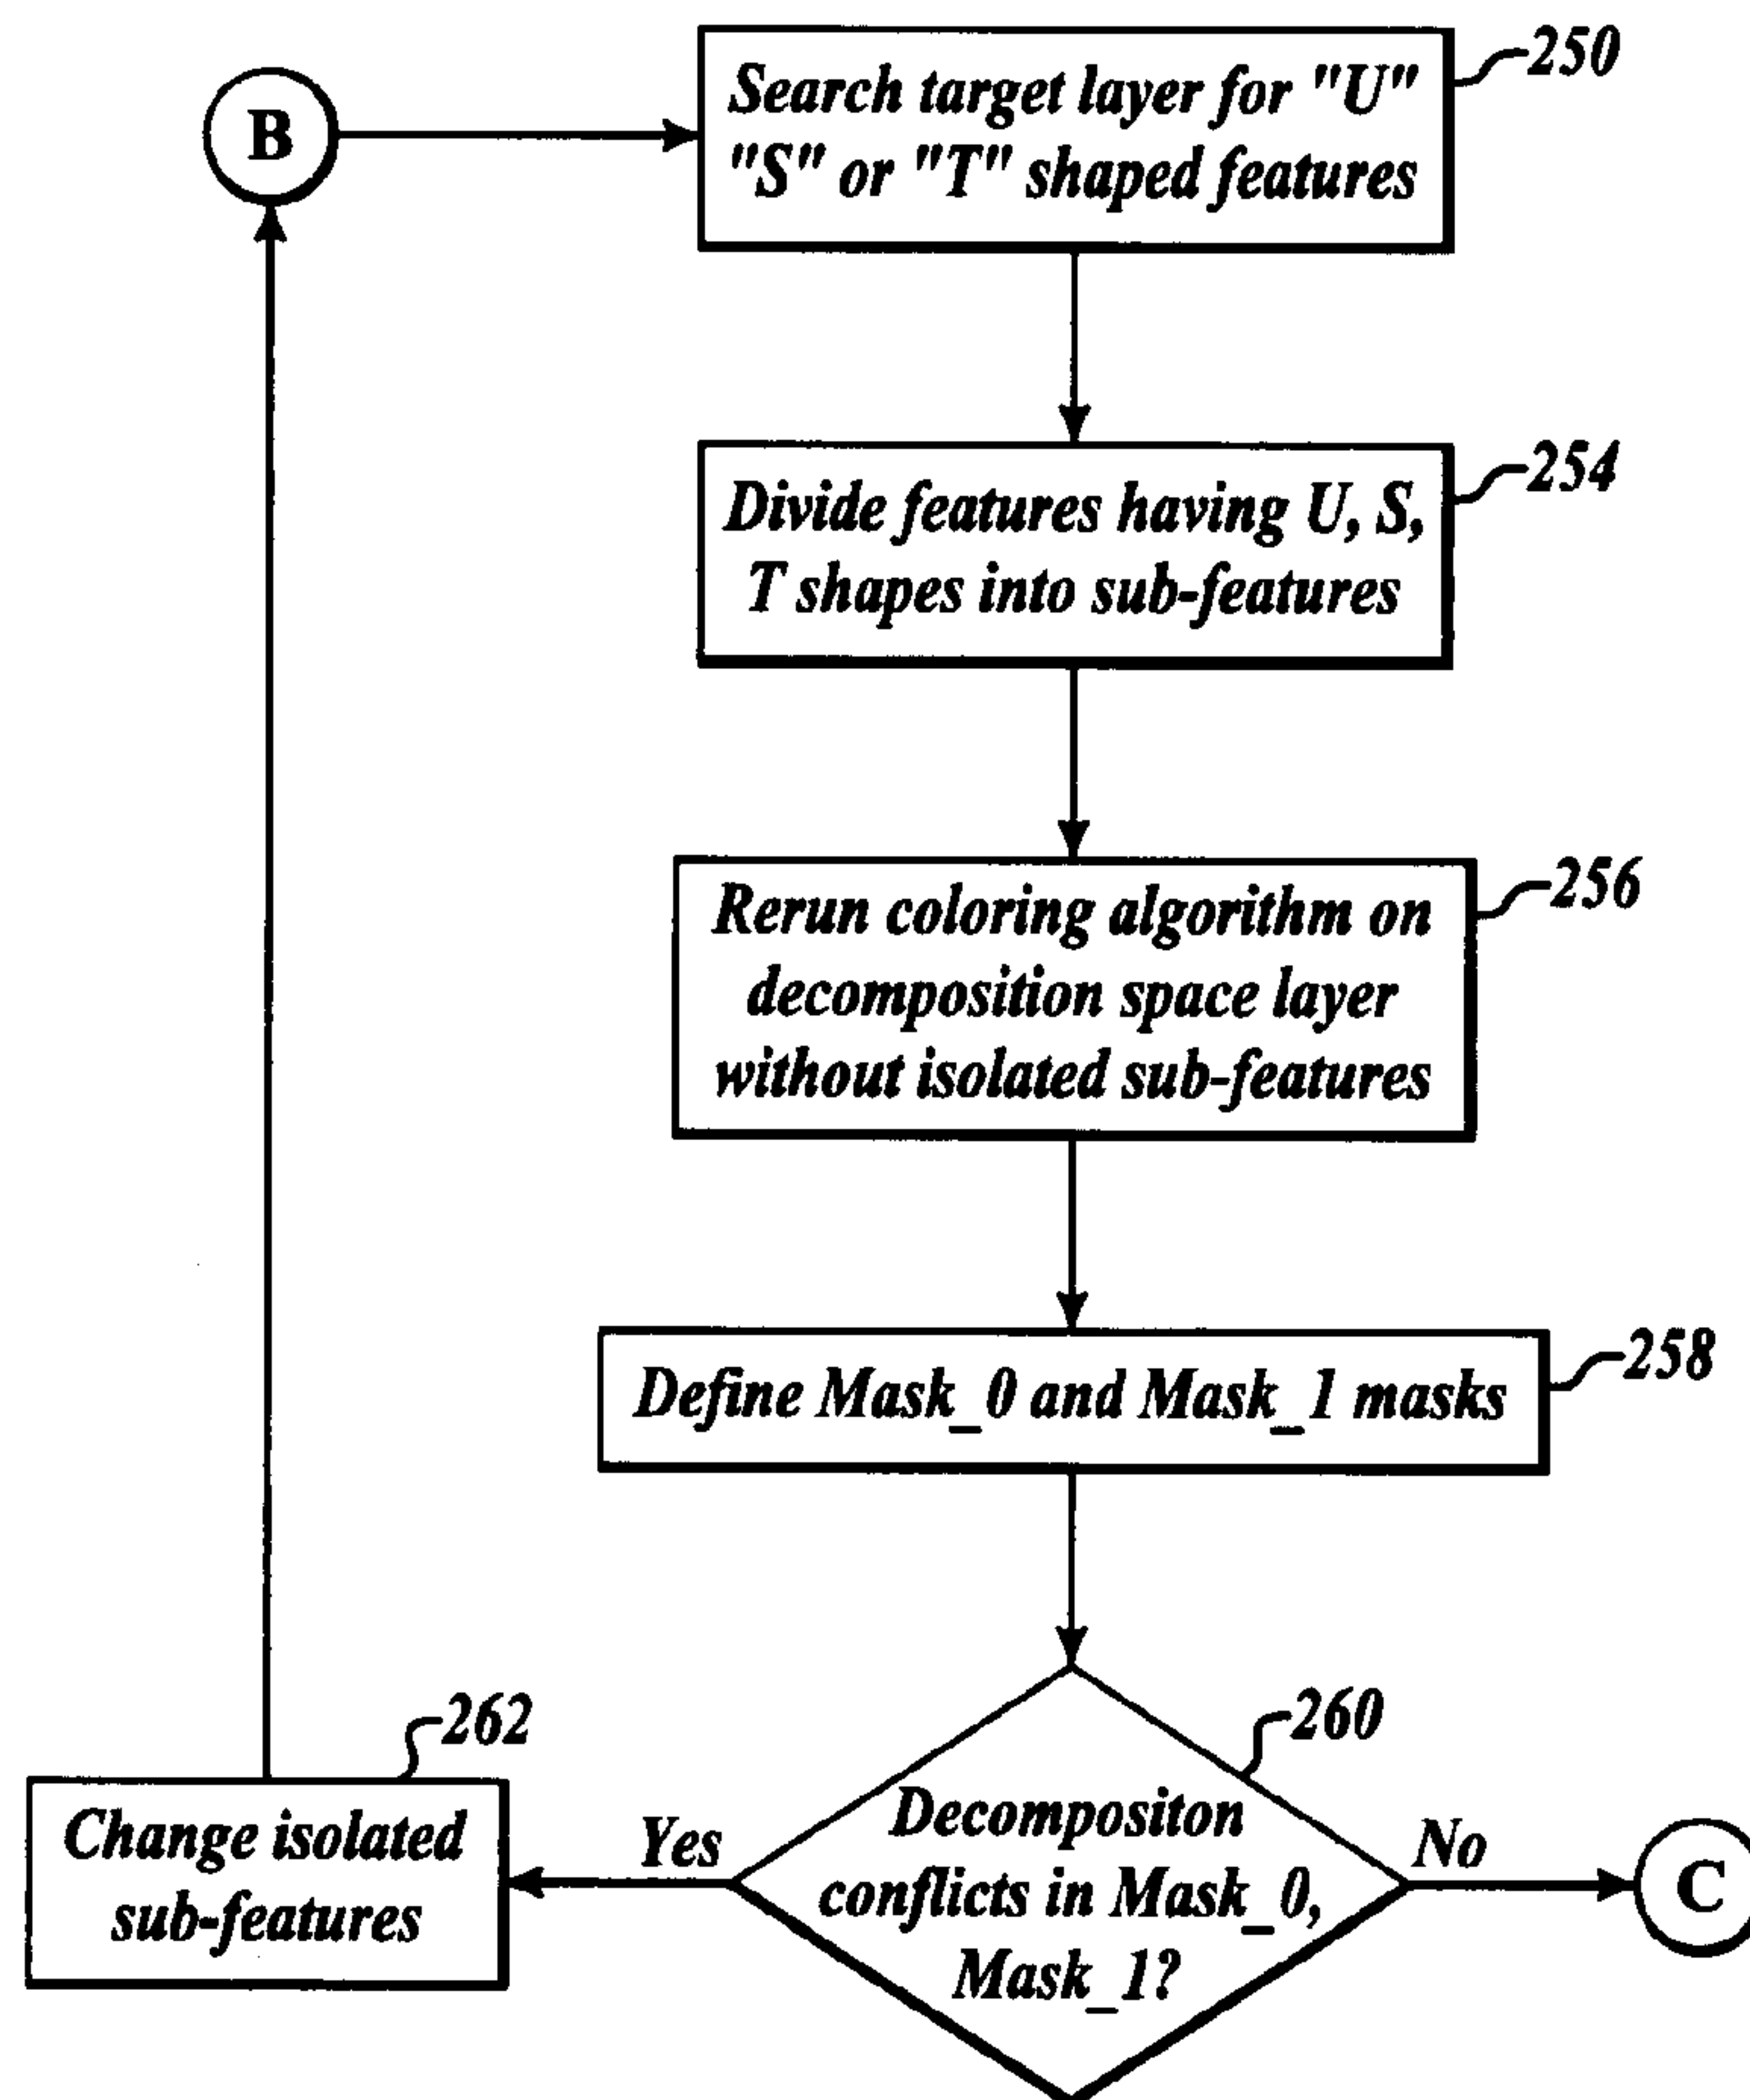 B
Search target layer for "U"
"S" or "T" shaped features
250
Divide features having U, S,
T shapes into sub-features
254
Rerun coloring algorithm on
decomposition space layer
without isolated sub-features
256
Define Mask_0 and Mask_1 masks
258
Decompositon
conflicts in Mask_0,
Mask_1?
260
Yes
No
C
Change isolated
sub-features
262